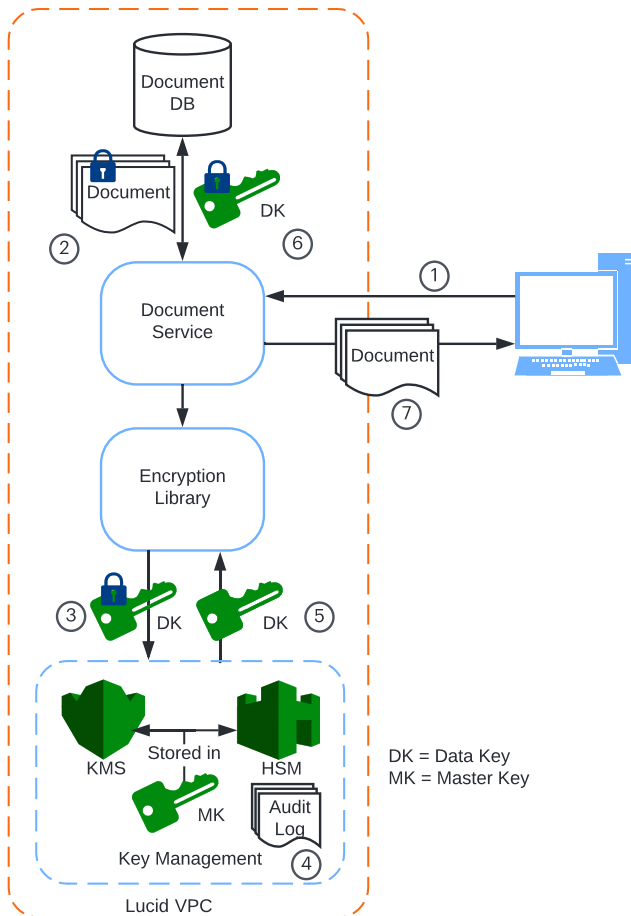 Document
DB
Document
DK
2
6
1
Document
Service
Document
7
Encryption
Library
3
DK
DK
5
Stored in
KMS
HSM
DK = Data Key
MK = Master Key
MK
Audit
Log
Key Management
4
Lucid VPC